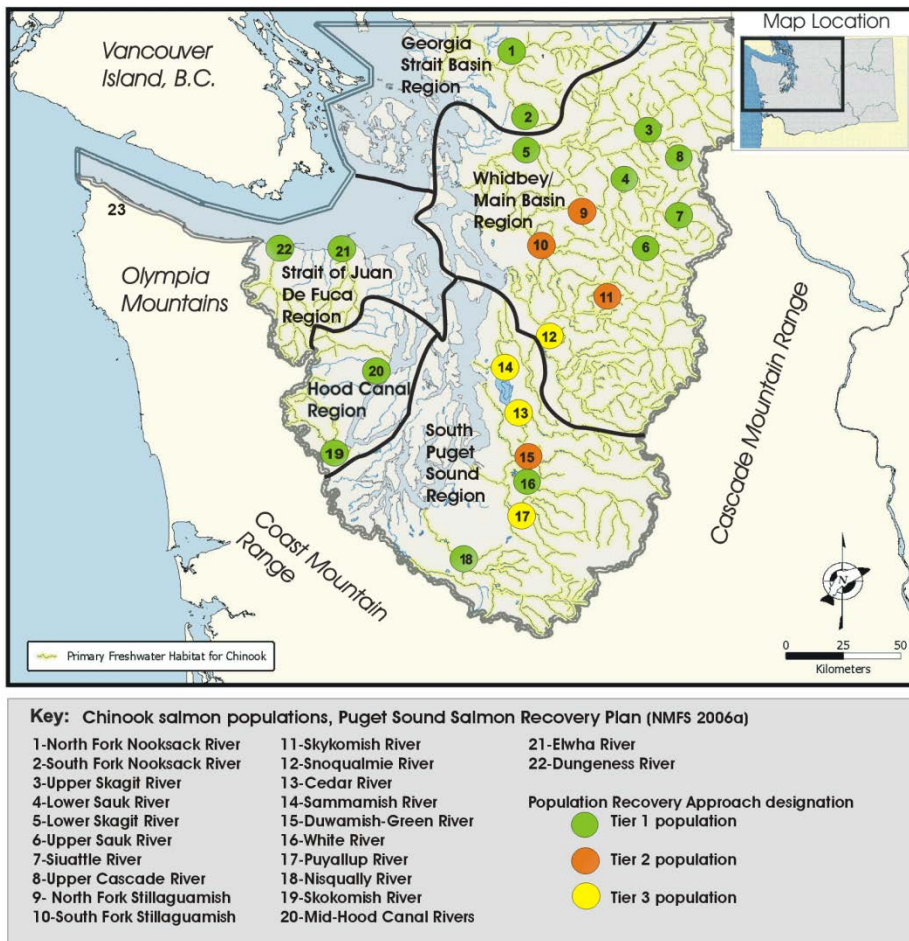 Map Location
Vancouver
Island, B.C.
Georgia
Strait Basin
Region
1
2
3
5
8
4
Whidbey/
Main Basin
Region
9
7
10
6
23
22
21
Olympia
Mountains
Strait of Juan
De Fuca
Region
11
12
14
20
Hood Canal
Region
13
Cascade Mountain Range
South
Puget
Sound
Region
19
15
16
17
Coast Mountain
Range
18
N
Primary Freshwater Habitat for Chinook
0 25 50
Kilometers
Key: Chinook salmon populations, Puget Sound Salmon Recovery Plan (NMFS 2006a)
1-North Fork Nooksack River
2-South Fork Nooksack River
3-Upper Skagit River
4-Lower Sauk River
5-Lower Skagit River
6-Upper Sauk River
7-Siuattle River
8-Upper Cascade River
9- North Fork Stillaguamish
10-South Fork Stillaguamish
11-Skykomish River
12-Snoqualmie River
13-Cedar River
14-Sammamish River
15-Duwamish-Green River
16-White River
17-Puyallup River
18-Nisqually River
19-Skokomish River
20-Mid-Hood Canal Rivers
21-Elwha River
22-Dungeness River
Population Recovery Approach designation
Tier 1 population
Tier 2 population
Tier 3 population